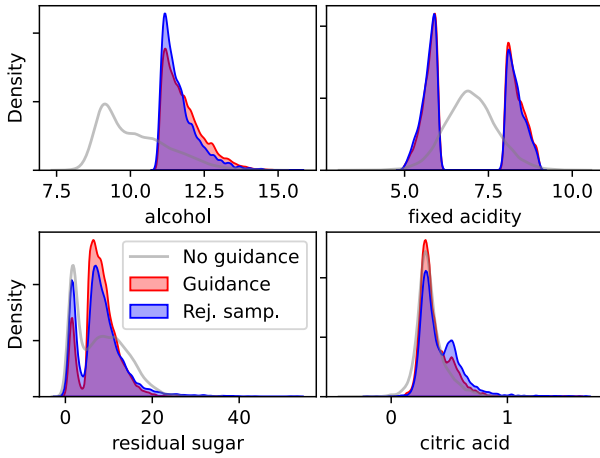 Density
7.5 10.0 12.5 15.0
alcohol
5.0 7.5 10.0
fixed acidity
Density
No guidance
Guidance
Rej. samp.
0 20 40
residual sugar
0 1
citric acid